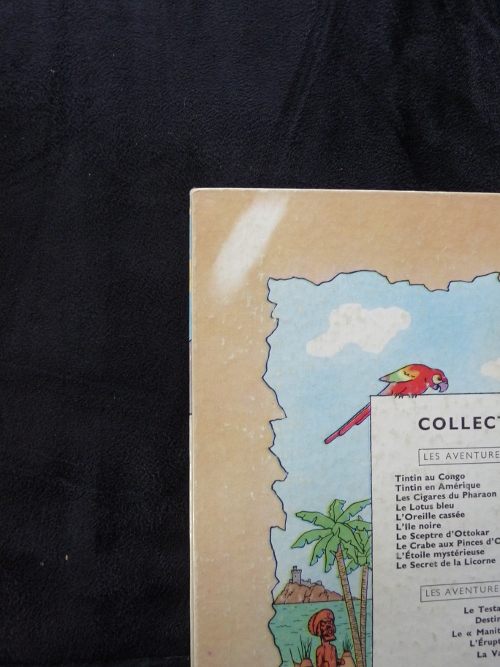 COLLECT
LES AVENTURE
Tintin au Congo
Tintin en Amérique
Les Cigares du Pharaon
Le Lotus bleu
L'Oreille cassée
L'Ile noire
Le Sceptre d'Ottokar
Le Crabe aux Pinces d'O
L'Étoile mystérieuse
Le Secret de la Licorne
LES AVENTURE
Le Testa
Destin
Le « Manit
L'Érupt
La Va